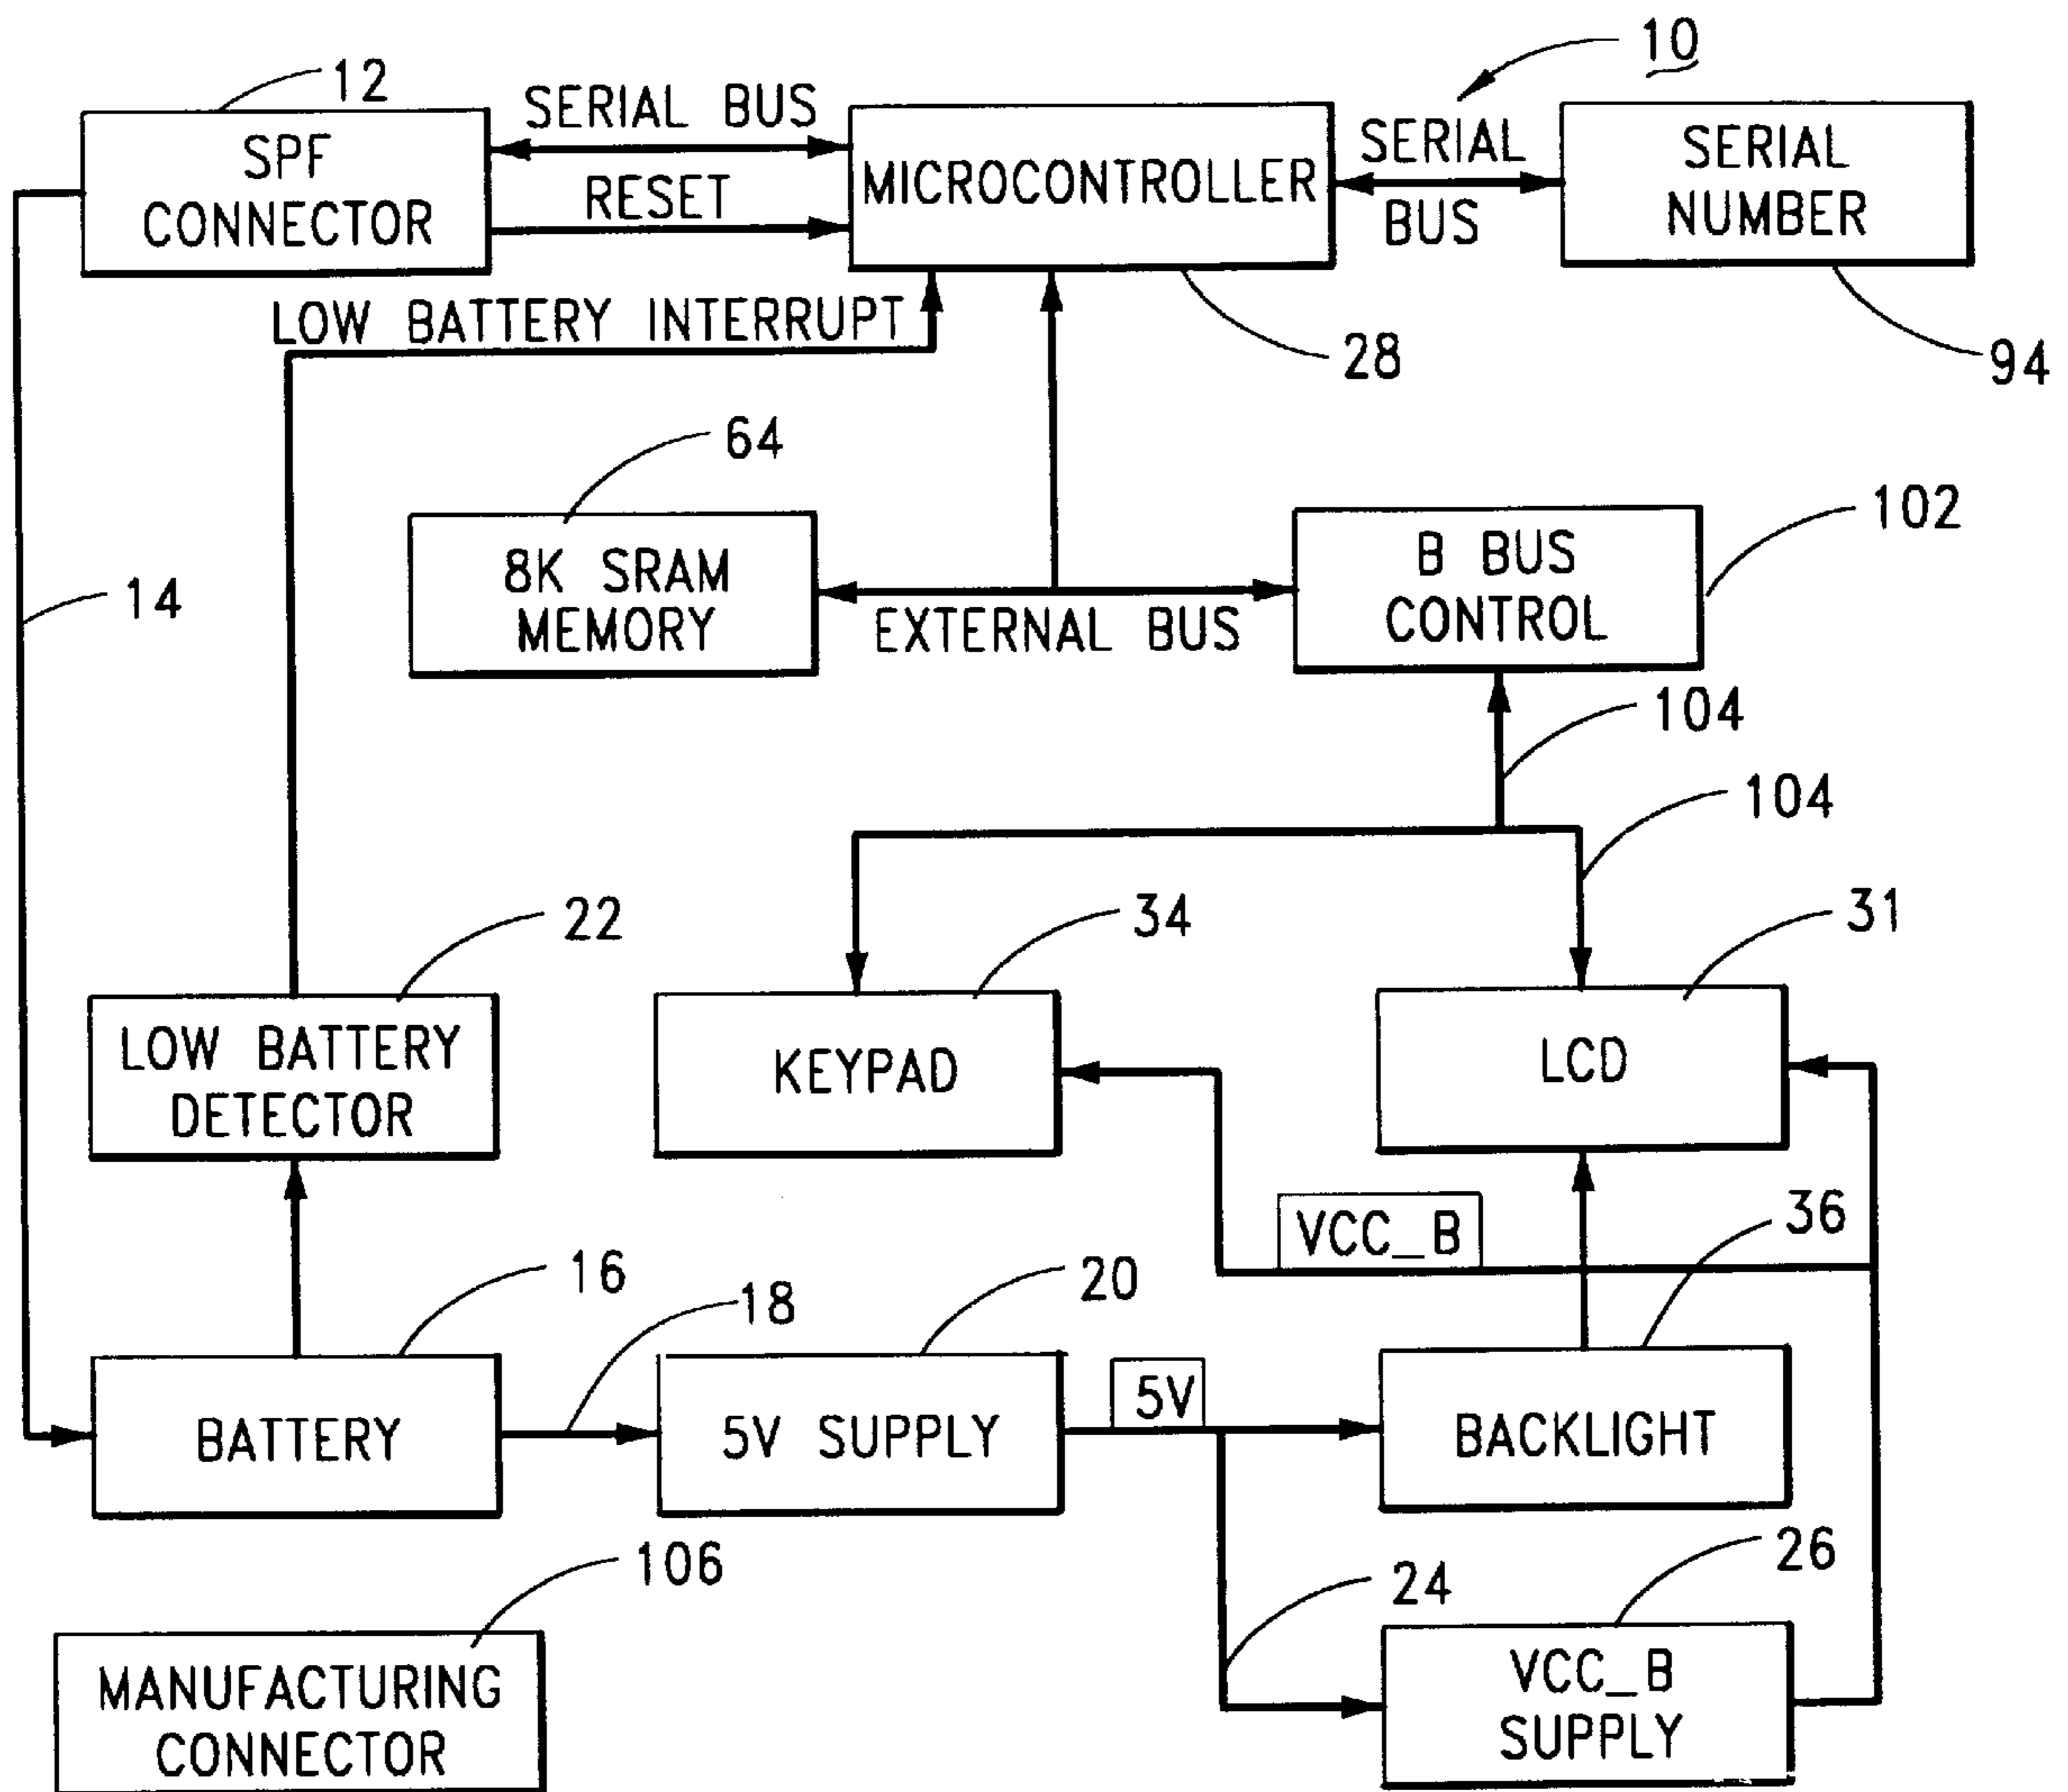 10
12
SERIAL BUS
SPF
CONNECTOR
RESET
MICROCONTROLLER
SERIAL
BUS
SERIAL
NUMBER
LOW BATTERY INTERRUPT
28
94
64
102
8K SRAM
MEMORY
EXTERNAL BUS
B BUS
CONTROL
14
104
104
22
34
31
LOW BATTERY
DETECTOR
KEYPAD
LCD
VCC_B
36
16
18
20
BATTERY
5V SUPPLY
5V
BACKLIGHT
106
24
26
MANUFACTURING
CONNECTOR
VCC_B
SUPPLY